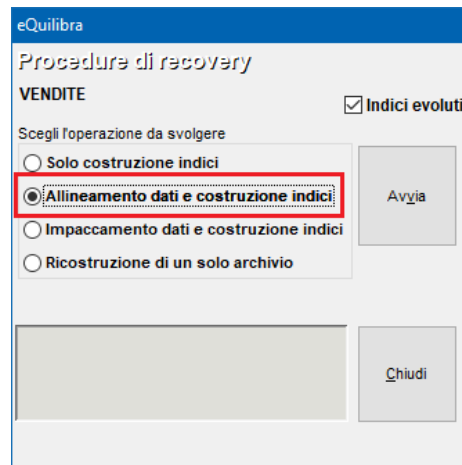 eQuilibra
Procedure di recovery
VENDITE
Indici evoluti
Scegli l'operazione da svolgere
Solo costruzione indici
Allineamento dati e costruzione indici
Avvia
Impaccamento dati e costruzione indici
Ricostruzione di un solo archivio
Chiudi